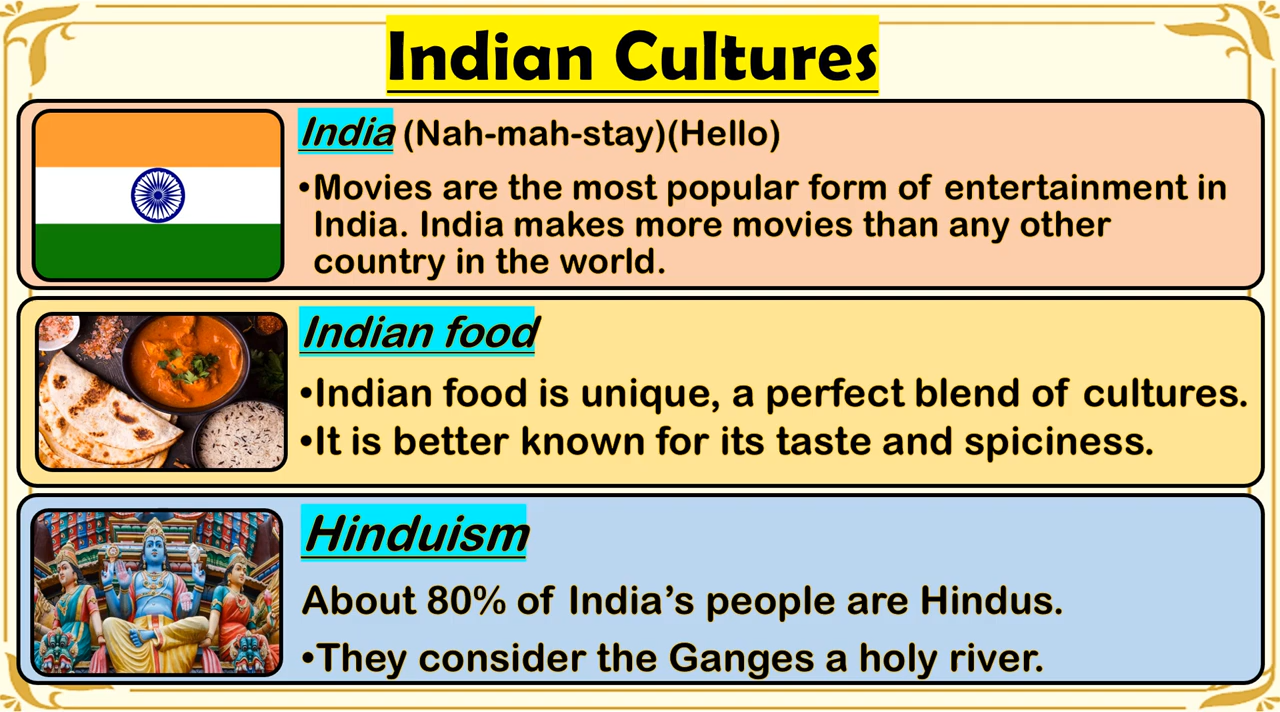 Indian Cultures
India (Nah-mah-stay)(Hello)
•Movies are the most popular form of entertainment in
India. India makes more movies than any other
country in the world.
Indian food
•Indian food is unique, a perfect blend of cultures.
•It is better known for its taste and spiciness.
Hinduism
About 80% of India’s people are Hindus.
•They consider the Ganges a holy river.